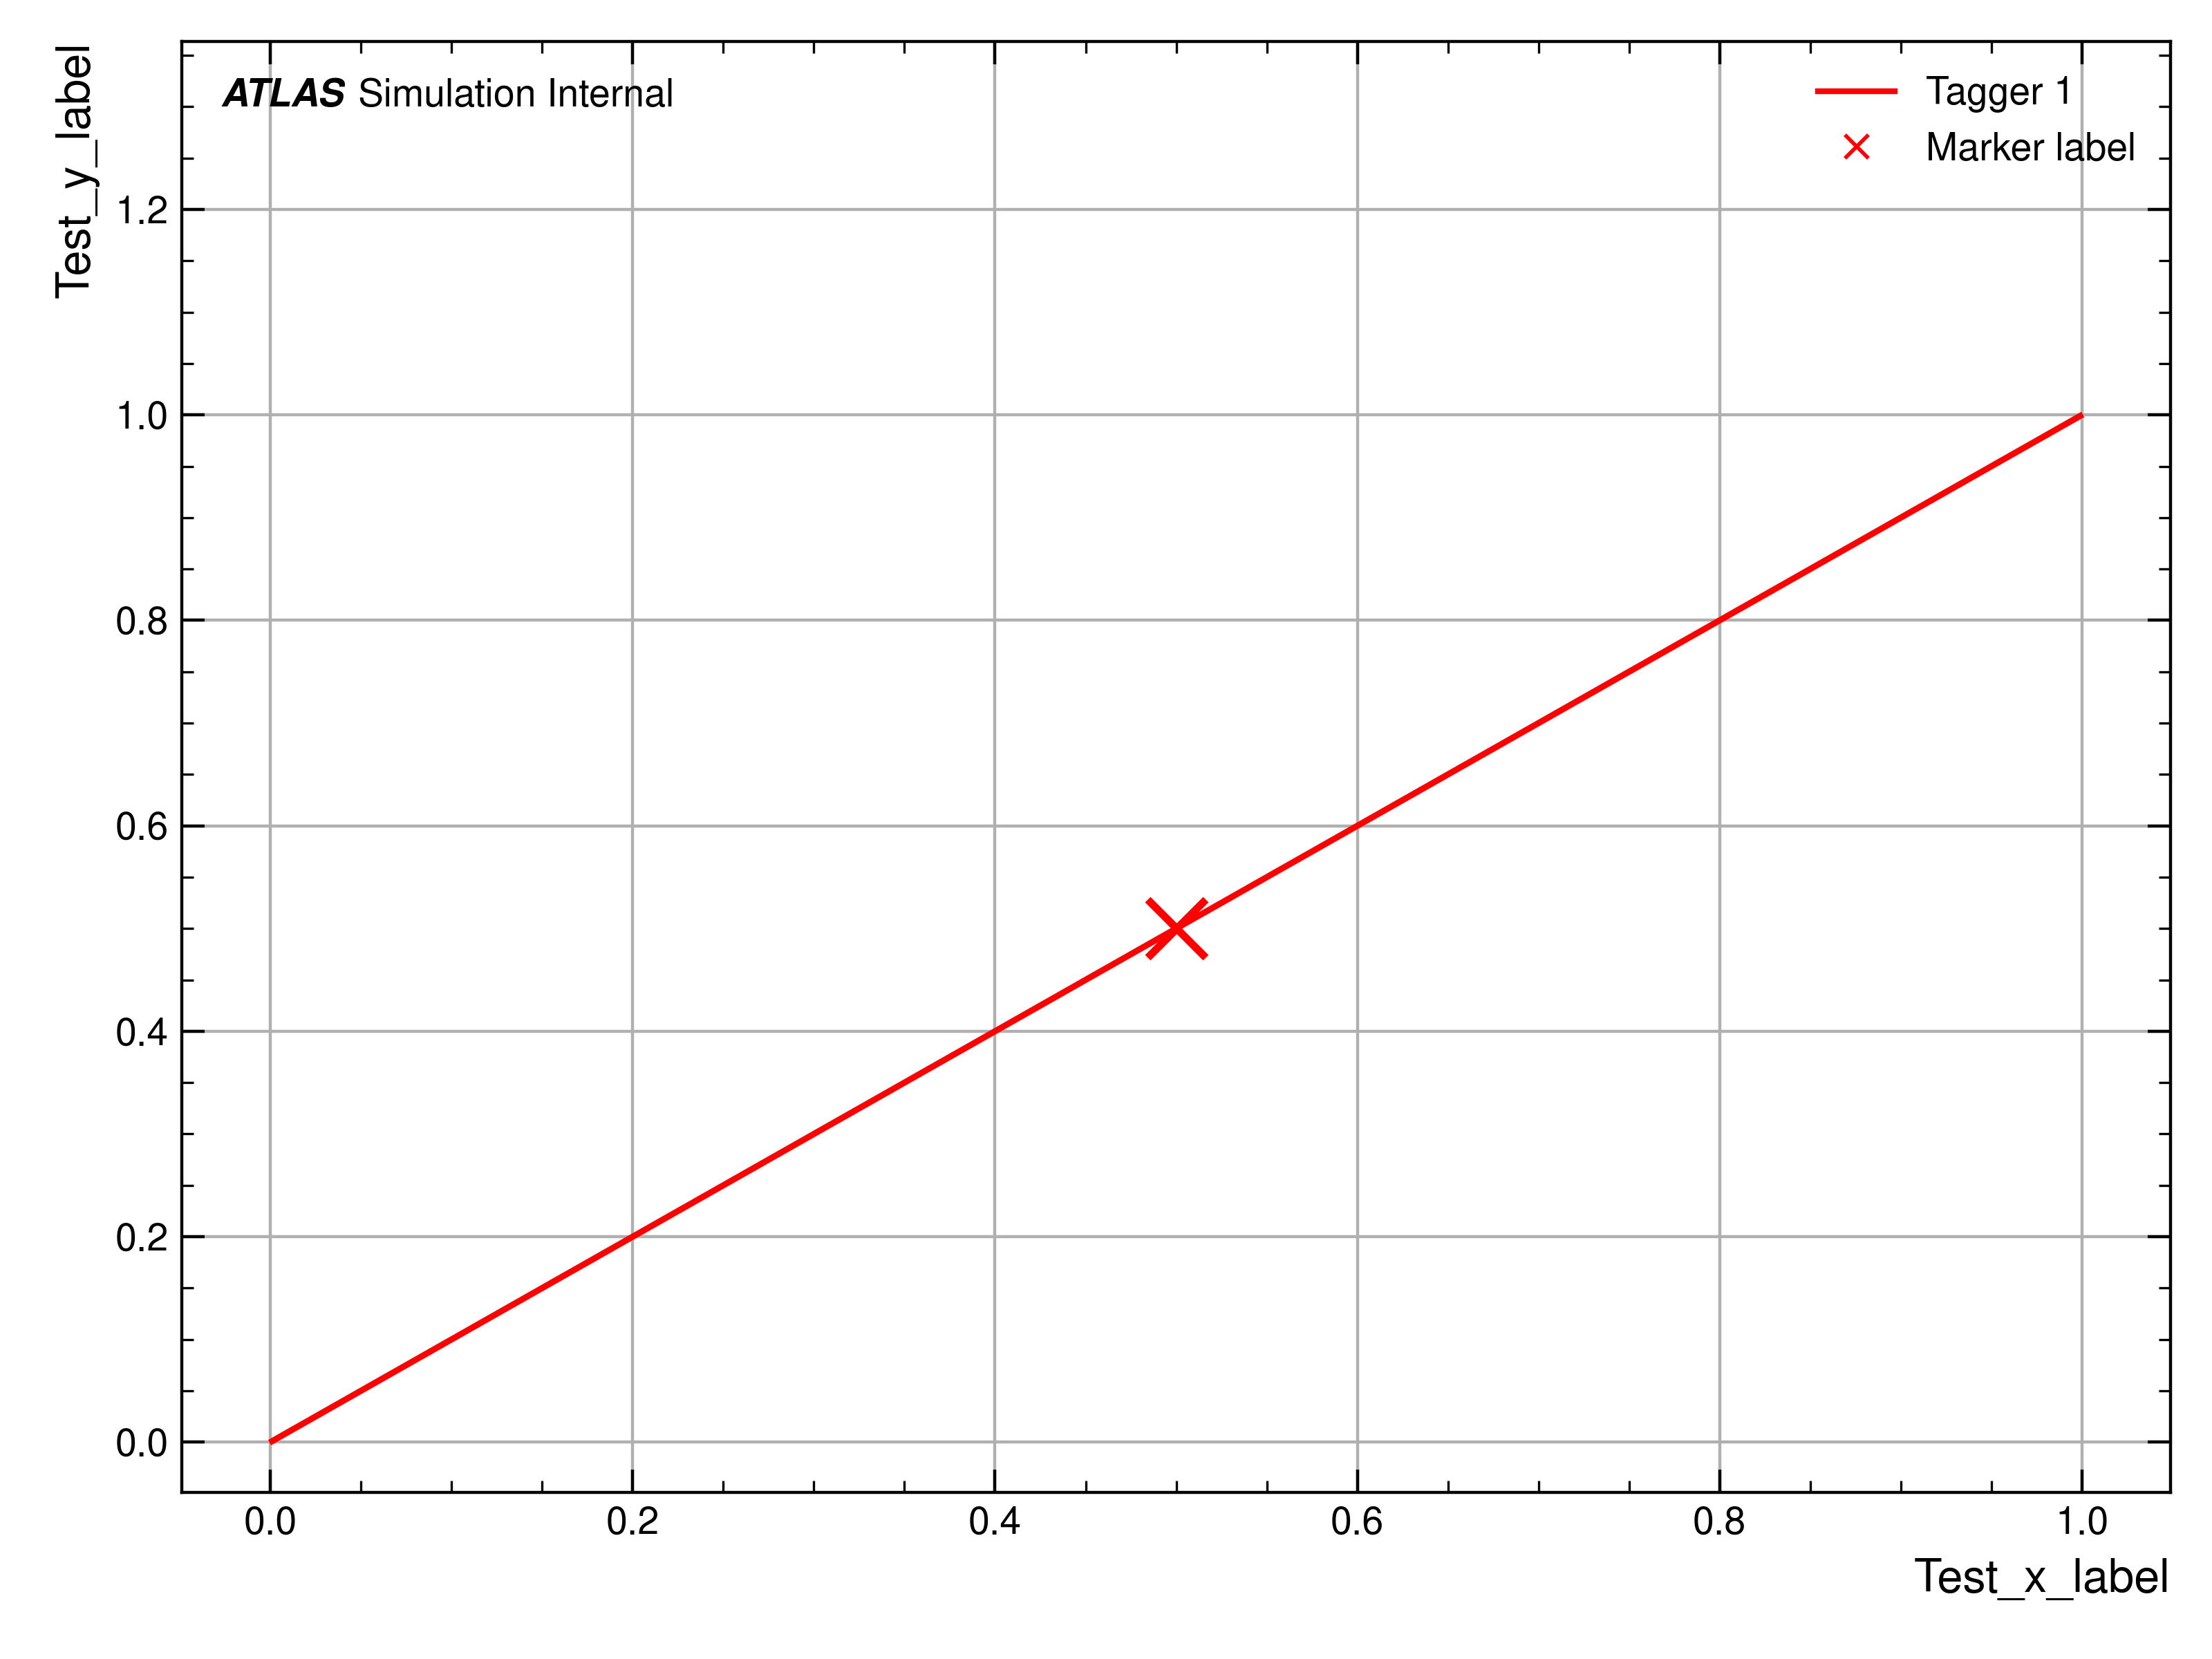 ATLAS Simulation Internal
Tagger 1
Marker label
Test_y_label
1.2
1.0
0.8
0.6
0.4
0.2
0.0
0.0 0.2 0.4 0.6 0.8 1.0
Test_x_label